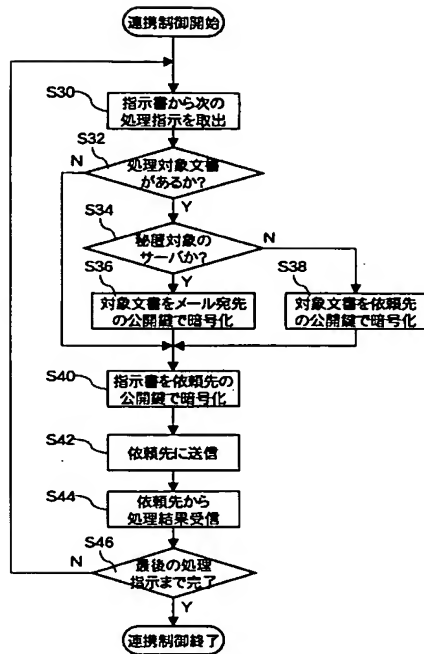 連携制御開始
S30
指示書から次の
処理指示を取出
S32
N
処理対象文書
があるか?
Y
S34
秘匿対象の
サーバか?
N
Y
S36
対象文書をメール宛先
の公開鍵で暗号化
S38
対象文書を依頼先
の公開鍵で暗号化
S40
指示書を依頼先の
公開鍵で暗号化
S42
依頼先に送信
S44
依頼先から
処理結果受信
S46
N
最後の処理
指示まで完了
Y
連携制御終了